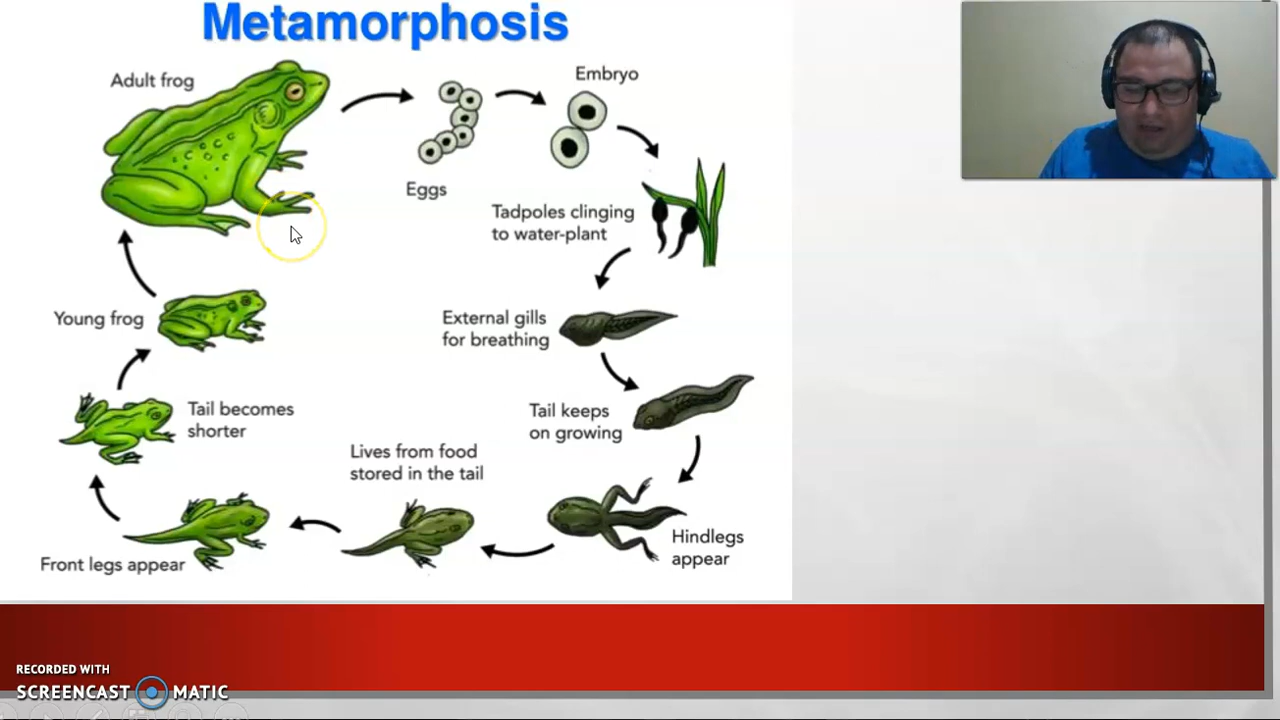 Metamorphosis
Adult frog
Eggs
Embryo
Tadpoles clinging
to water-plant
External gills
for breathing
Tail keeps
on growing
Hindlegs
appear
Lives from food
stored in the tail
Front legs appear
Tail becomes
shorter
Young frog
RECORDED WITH
SCREENCAST MATIC